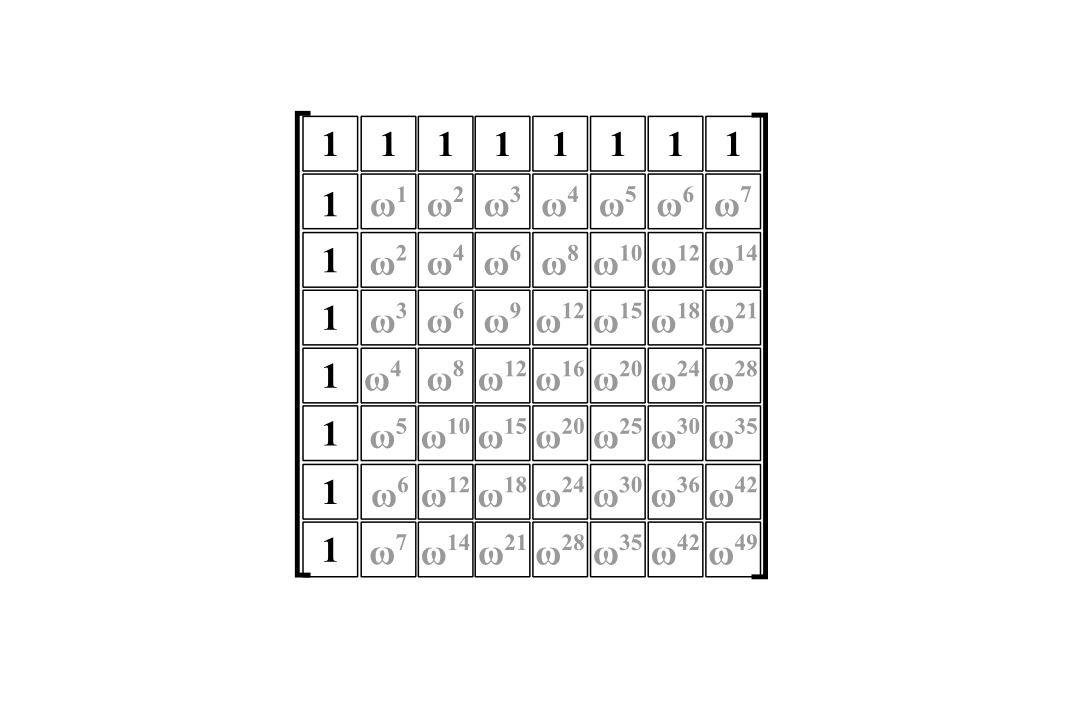 1 1 1 1 1 1 1 1
1 ω¹ ω² ω³ ω⁴ ω⁵ ω⁶ ω⁷
1 ω² ω⁴ ω⁶ ω⁸ ω¹⁰ ω¹² ω¹⁴
1 ω³ ω⁶ ω⁹ ω¹² ω¹⁵ ω¹⁸ ω²¹
1 ω⁴ ω⁸ ω¹² ω¹⁶ ω²⁰ ω²⁴ ω²⁸
1 ω⁵ ω¹⁰ ω¹⁵ ω²⁰ ω²⁵ ω³⁰ ω³⁵
1 ω⁶ ω¹² ω¹⁸ ω²⁴ ω³⁰ ω³⁶ ω⁴²
1 ω⁷ ω¹⁴ ω²¹ ω²⁸ ω³⁵ ω⁴² ω⁴⁹